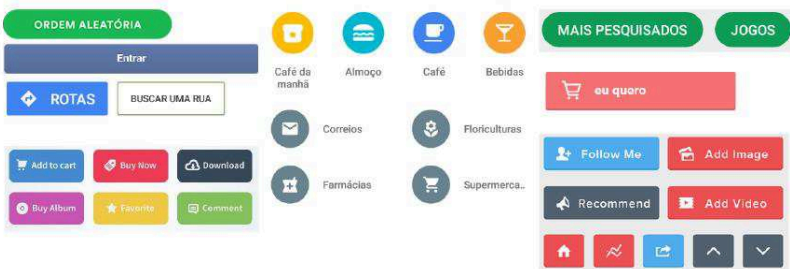 ORDEM ALEATÓRIA
Entrar
ROTAS
BUSCAR UMA RUA
Add to cart
Buy Now
Download
Buy Album
Favorite
Comment
Café da
manhã
Almoço
Café
Bebidas
Correios
Floriculturas
Farmácias
Supermerca..
MAIS PESQUISADOS
JOGOS
eu quero
Follow Me
Add Image
Recommend
Add Video